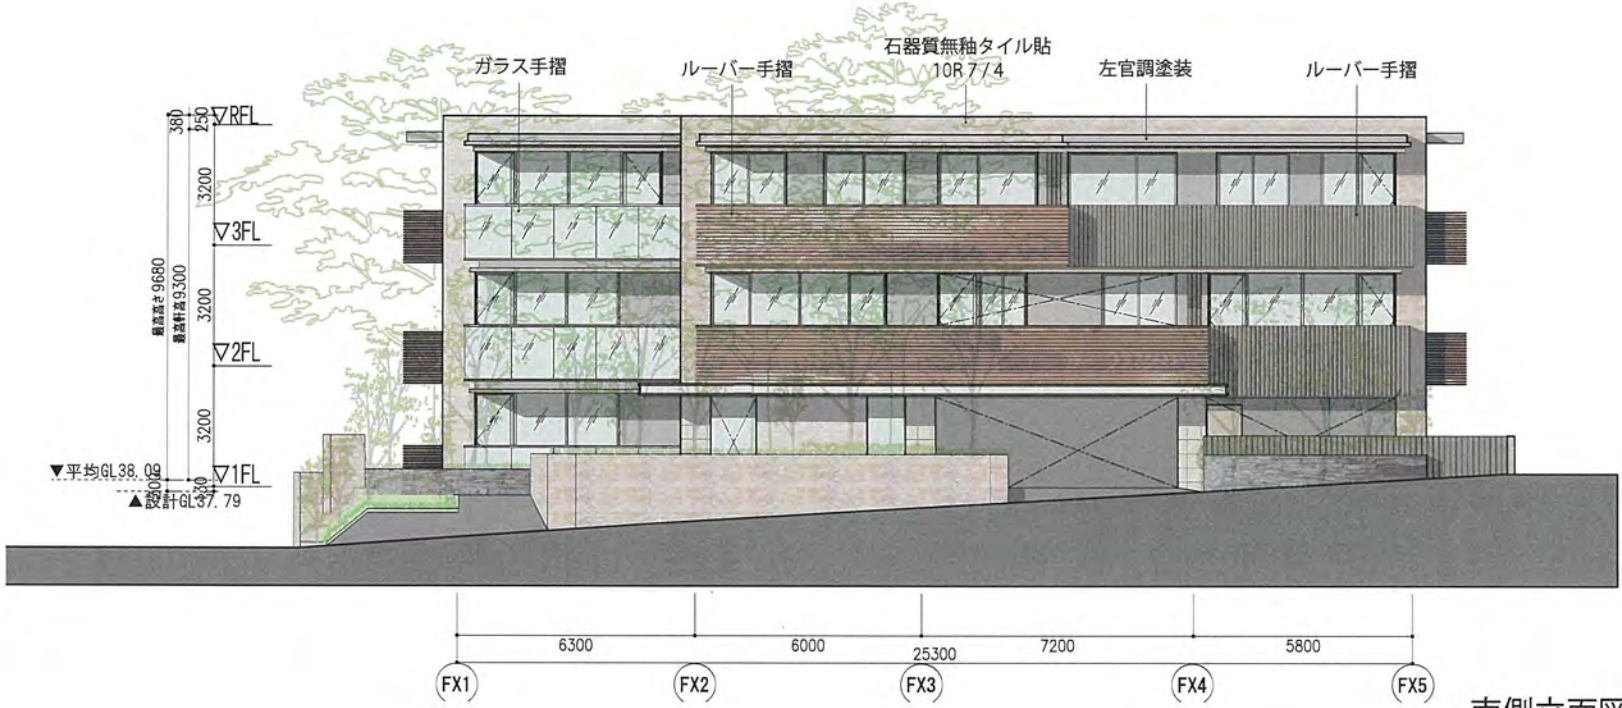 石器質無釉タイル貼
10R 7/4
ガラス手摺
ルーバー手摺
左官調塗装
ルーバー手摺
380
250
▽RFL
3200
▽3FL
最高高さ9680
最高軒高9300
3200
▽2FL
3200
▼平均GL38.09
▽1FL
▲設計GL37.79
6300
6000
7200
5800
25300
FX1
FX2
FX3
FX4
FX5